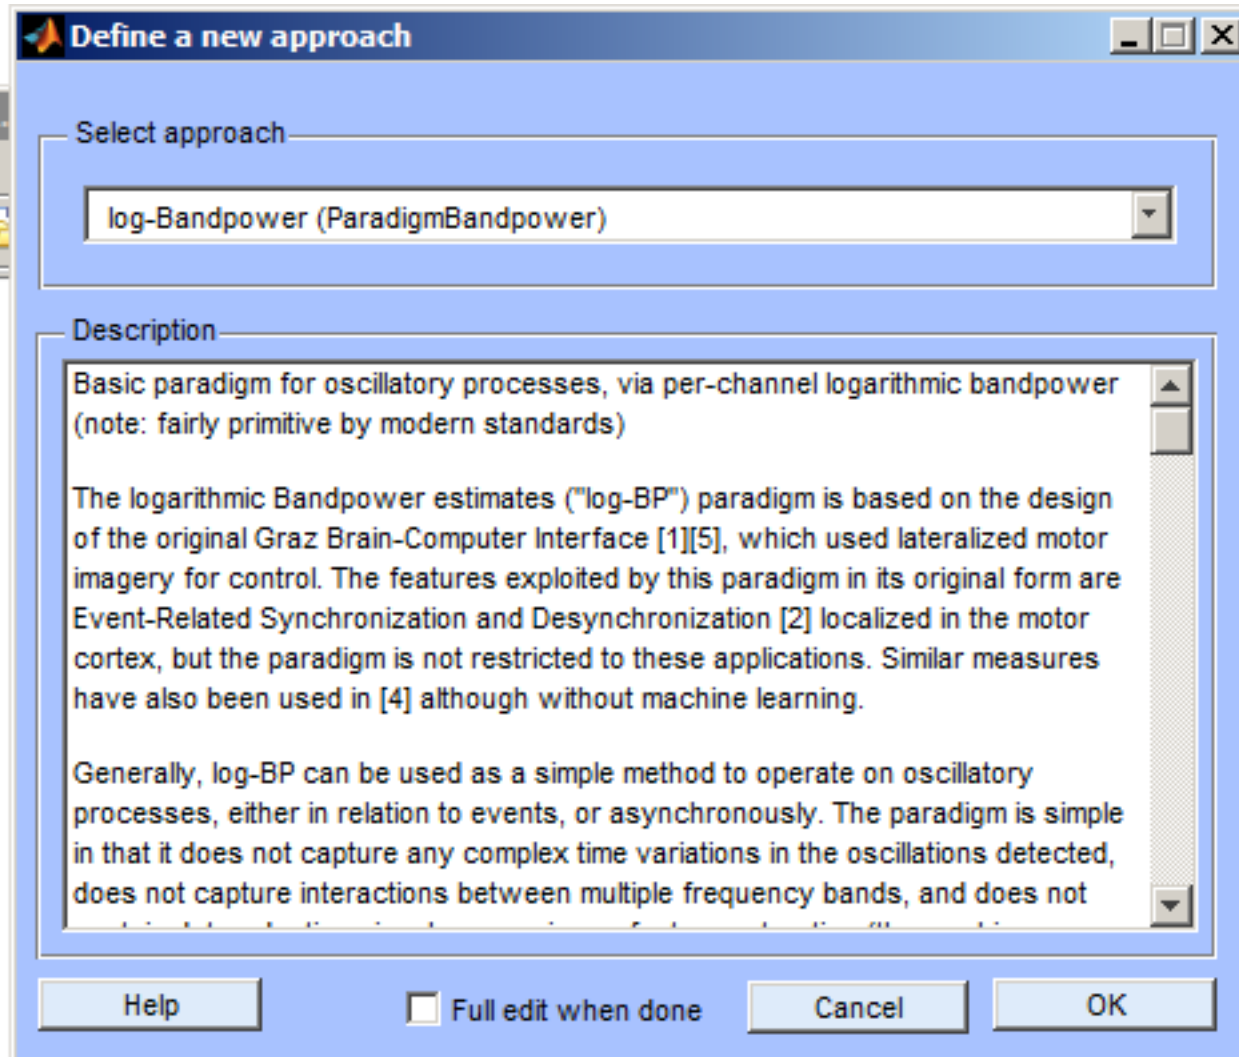 Define a new approach
Select approach
log-Bandpower (ParadigmBandpower)
Description
Basic paradigm for oscillatory processes, via per-channel logarithmic bandpower
(note: fairly primitive by modern standards)
The logarithmic Bandpower estimates ("log-BP") paradigm is based on the design
of the original Graz Brain-Computer Interface [1][5], which used lateralized motor
imagery for control. The features exploited by this paradigm in its original form are
Event-Related Synchronization and Desynchronization [2] localized in the motor
cortex, but the paradigm is not restricted to these applications. Similar measures
have also been used in [4] although without machine learning.
Generally, log-BP can be used as a simple method to operate on oscillatory
processes, either in relation to events, or asynchronously. The paradigm is simple
in that it does not capture any complex time variations in the oscillations detected,
does not capture interactions between multiple frequency bands, and does not
Help
Full edit when done
Cancel
OK